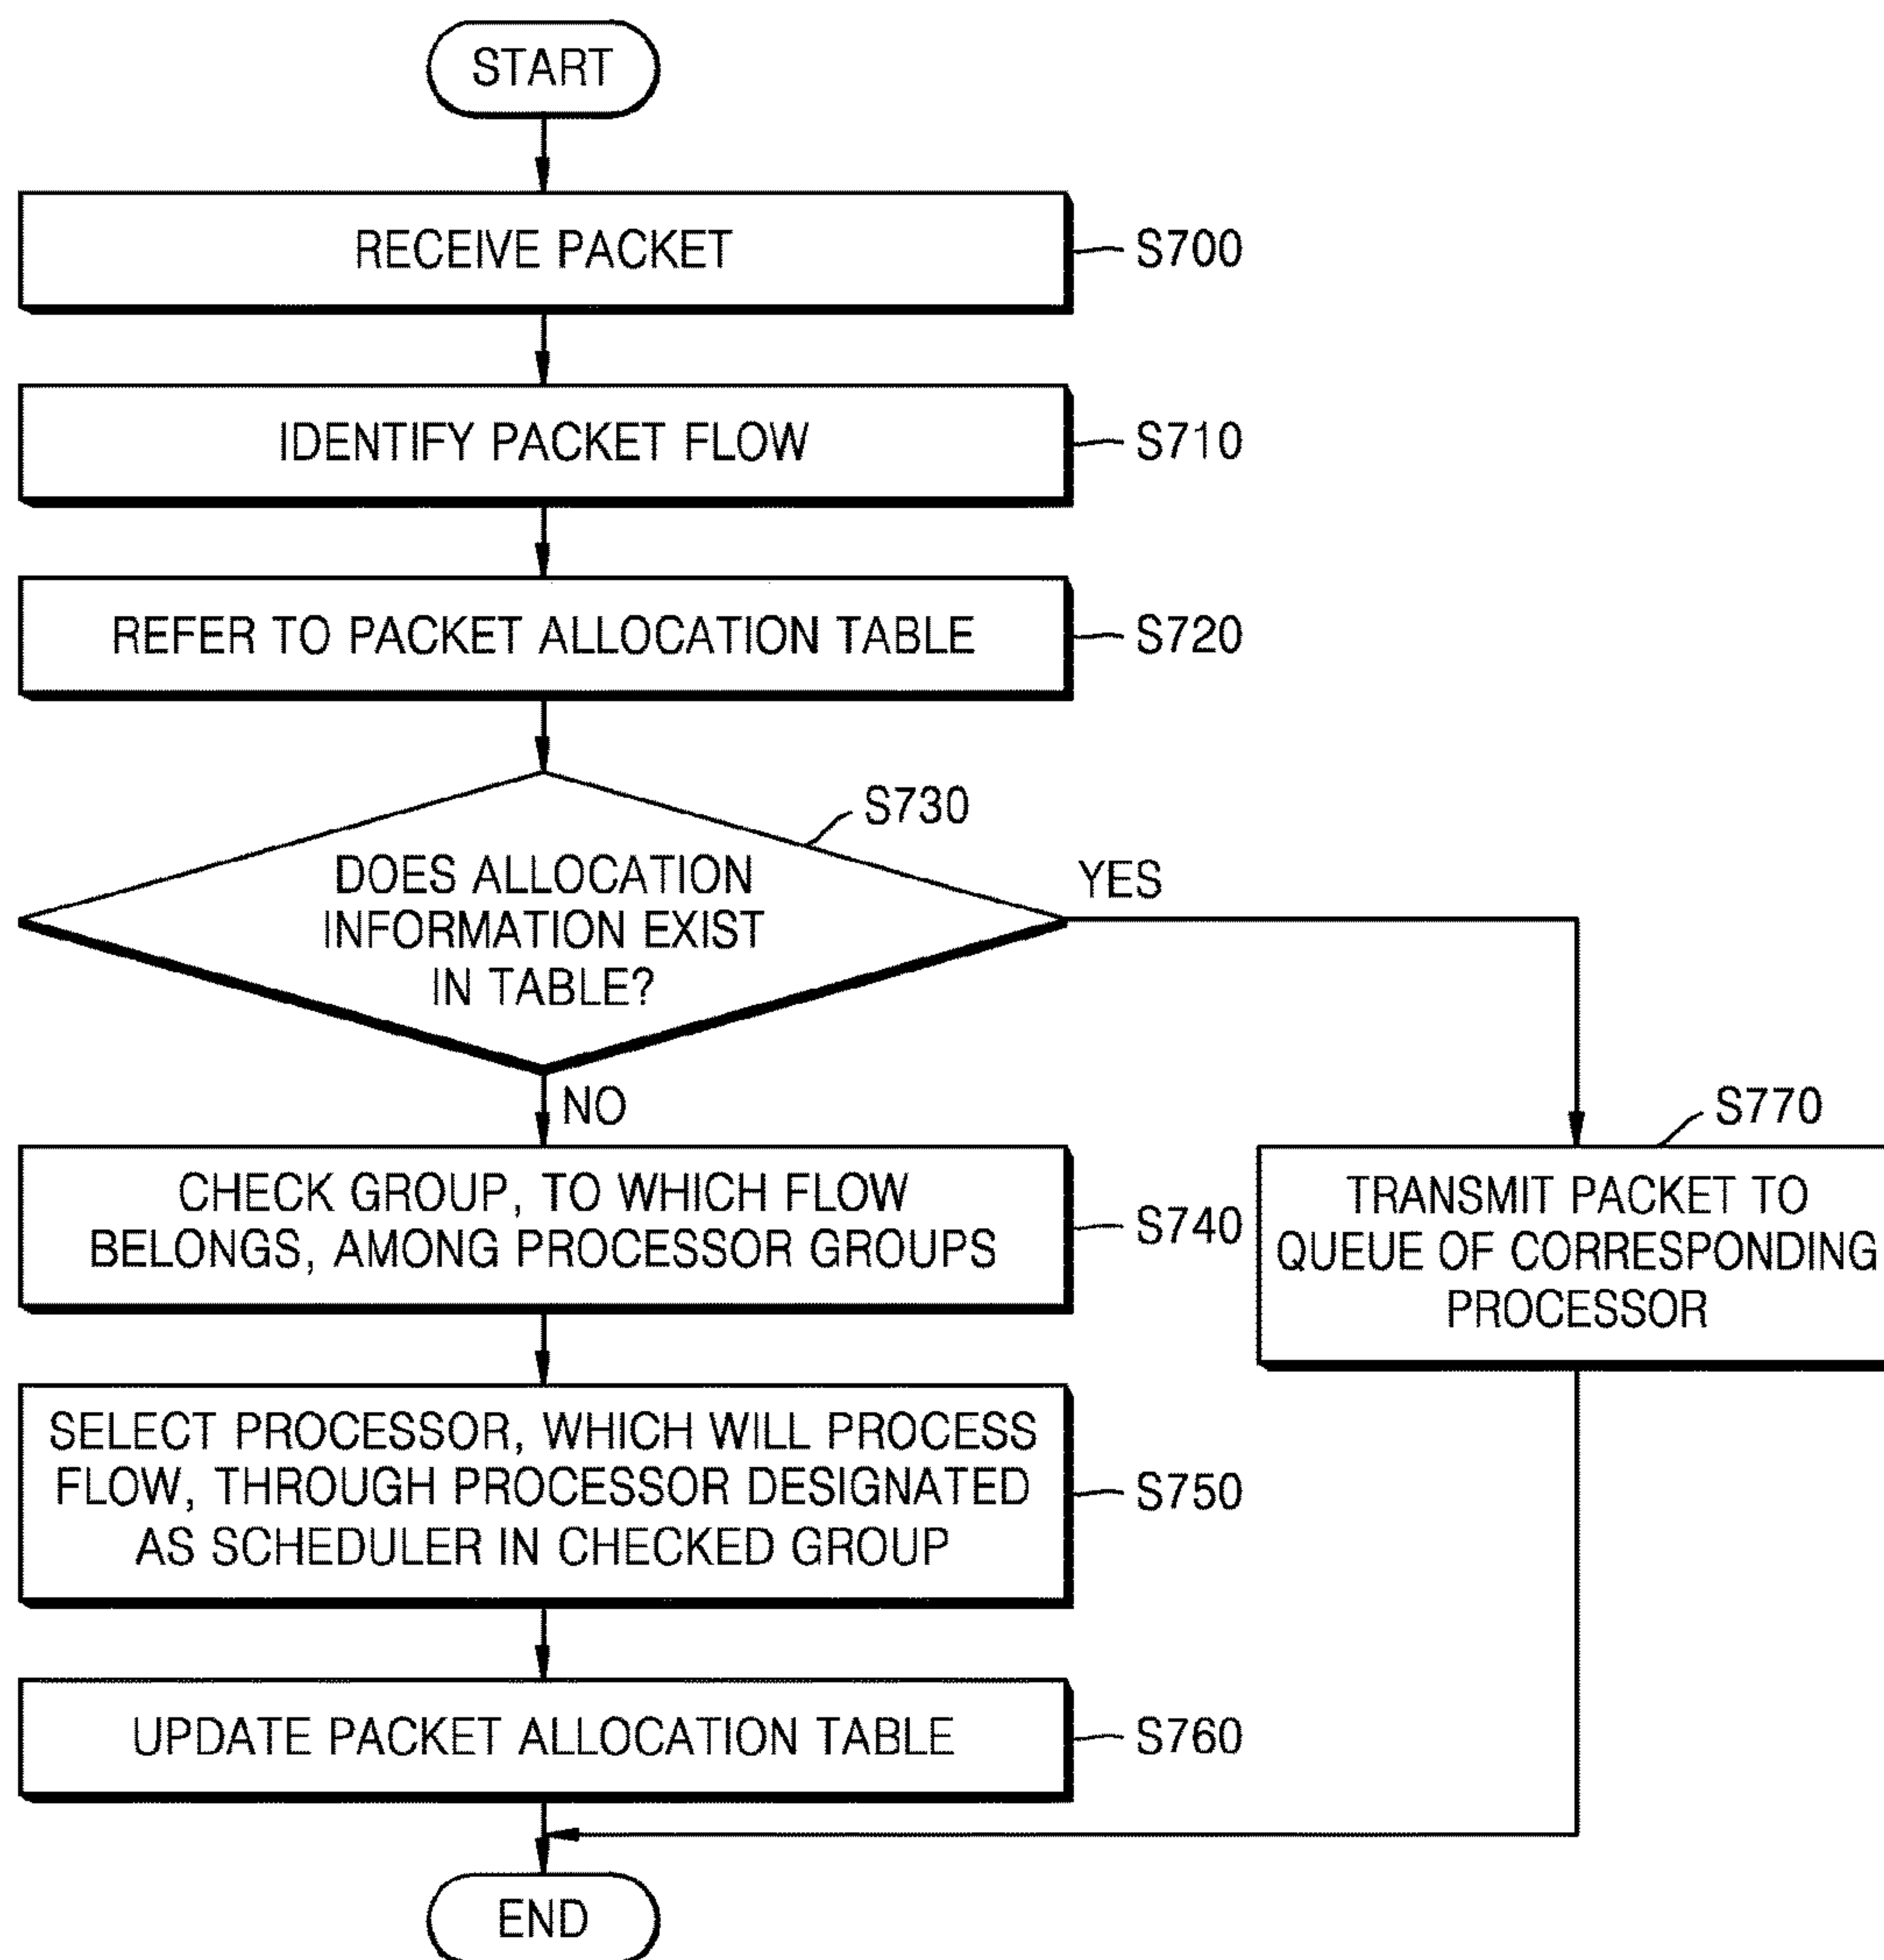 START
RECEIVE PACKET
S700
IDENTIFY PACKET FLOW
S710
REFER TO PACKET ALLOCATION TABLE
S720
S730
DOES ALLOCATION
INFORMATION EXIST
IN TABLE?
YES
NO
CHECK GROUP, TO WHICH FLOW
BELONGS, AMONG PROCESSOR GROUPS
S740
S770
TRANSMIT PACKET TO
QUEUE OF CORRESPONDING
PROCESSOR
SELECT PROCESSOR, WHICH WILL PROCESS
FLOW, THROUGH PROCESSOR DESIGNATED
AS SCHEDULER IN CHECKED GROUP
S750
UPDATE PACKET ALLOCATION TABLE
S760
END